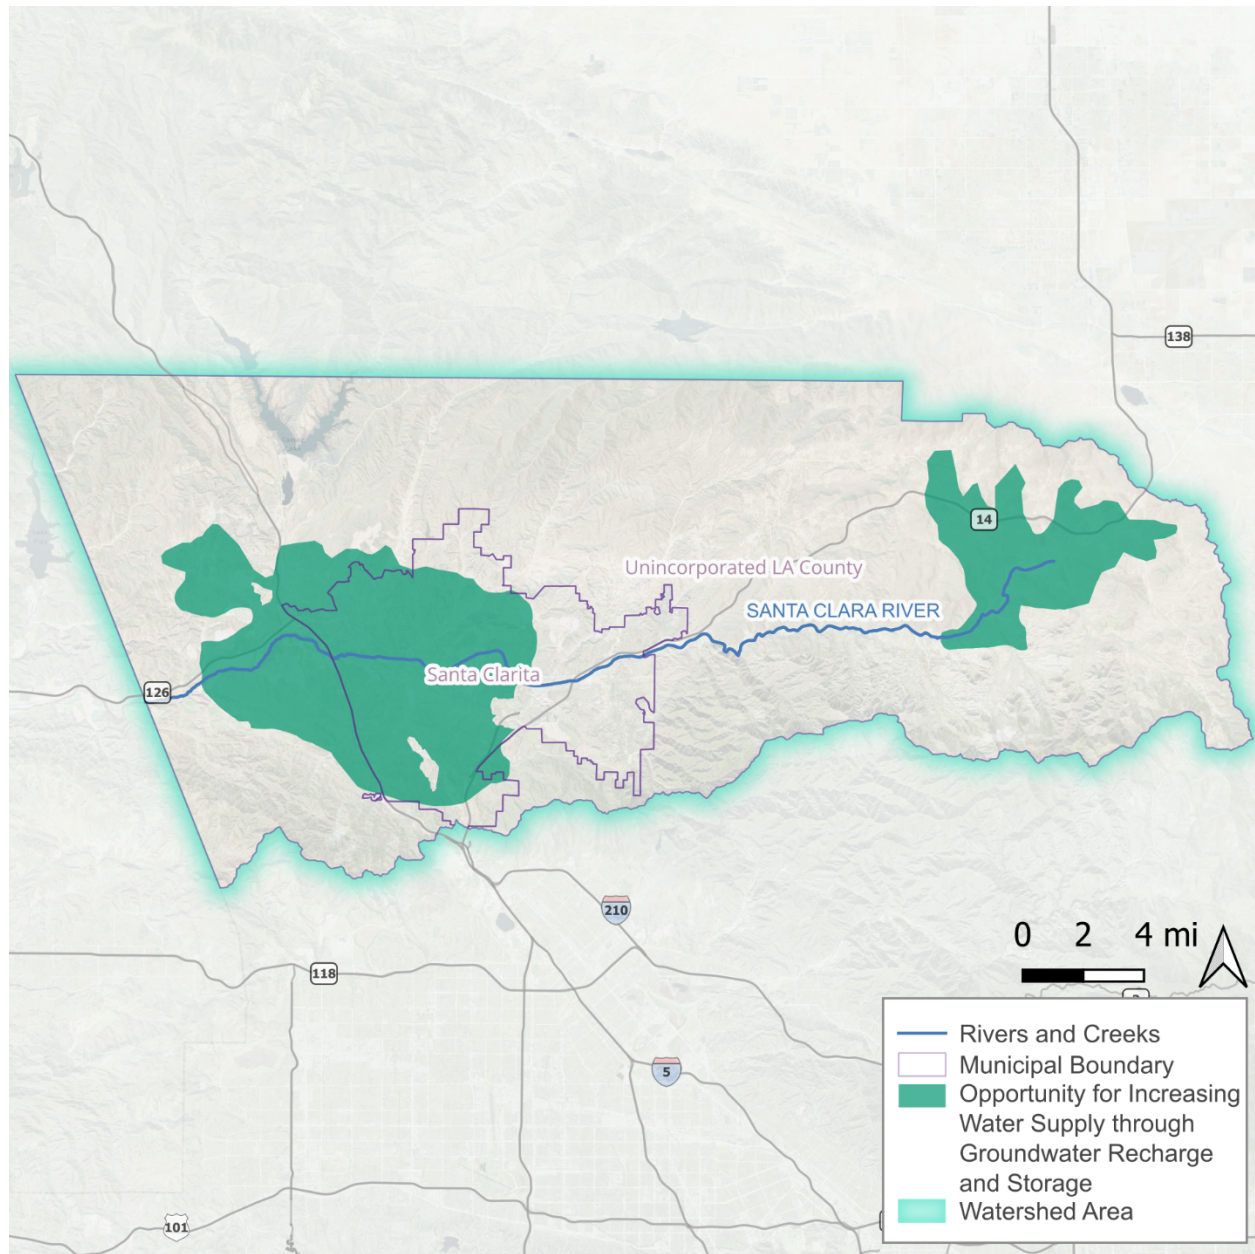 138
14
Unincorporated LA County
SANTA CLARA RIVER
Santa Clarita
126
210
0 2 4 mi
118
5
101
Rivers and Creeks
Municipal Boundary
Opportunity for Increasing
Water Supply through
Groundwater Recharge
and Storage
Watershed Area